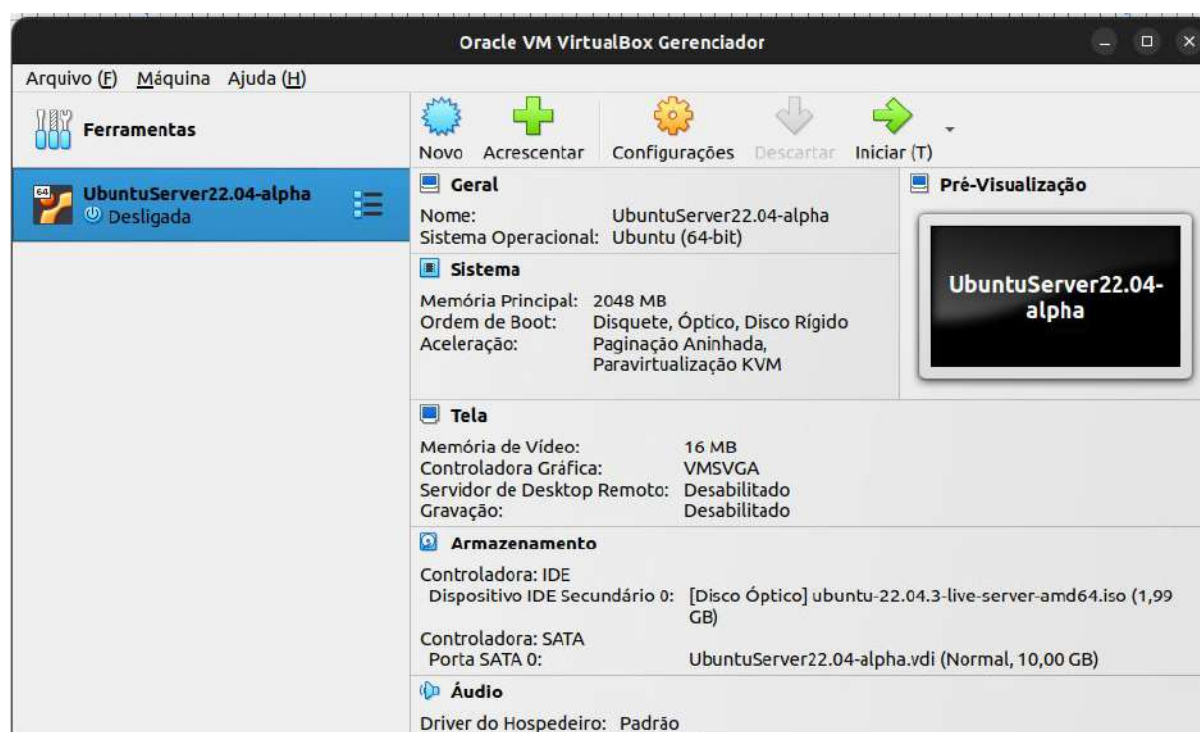 Oracle VM VirtualBox Gerenciador
Arquivo (F) Máquina Ajuda (H)
Ferramentas
Novo Acrescentar Configurações Descartar Iniciar (T)
64 UbuntuServer22.04-alpha
Desligada
Geral
Nome: UbuntuServer22.04-alpha
Sistema Operacional: Ubuntu (64-bit)
Sistema
Memória Principal: 2048 MB
Ordem de Boot: Disquete, Óptico, Disco Rígido
Aceleração: Paginação Aninhada,
Paravirtualização KVM
Pré-Visualização
UbuntuServer22.04-
alpha
Tela
Memória de Vídeo: 16 MB
Controladora Gráfica: VMSVGA
Servidor de Desktop Remoto: Desabilitado
Gravação: Desabilitado
Armazenamento
Controladora: IDE
Dispositivo IDE Secundário 0: [Disco Óptico] ubuntu-22.04.3-live-server-amd64.iso (1,99
GB)
Controladora: SATA
Porta SATA 0: UbuntuServer22.04-alpha.vdi (Normal, 10,00 GB)
Áudio
Driver do Hospedeiro: Padrão